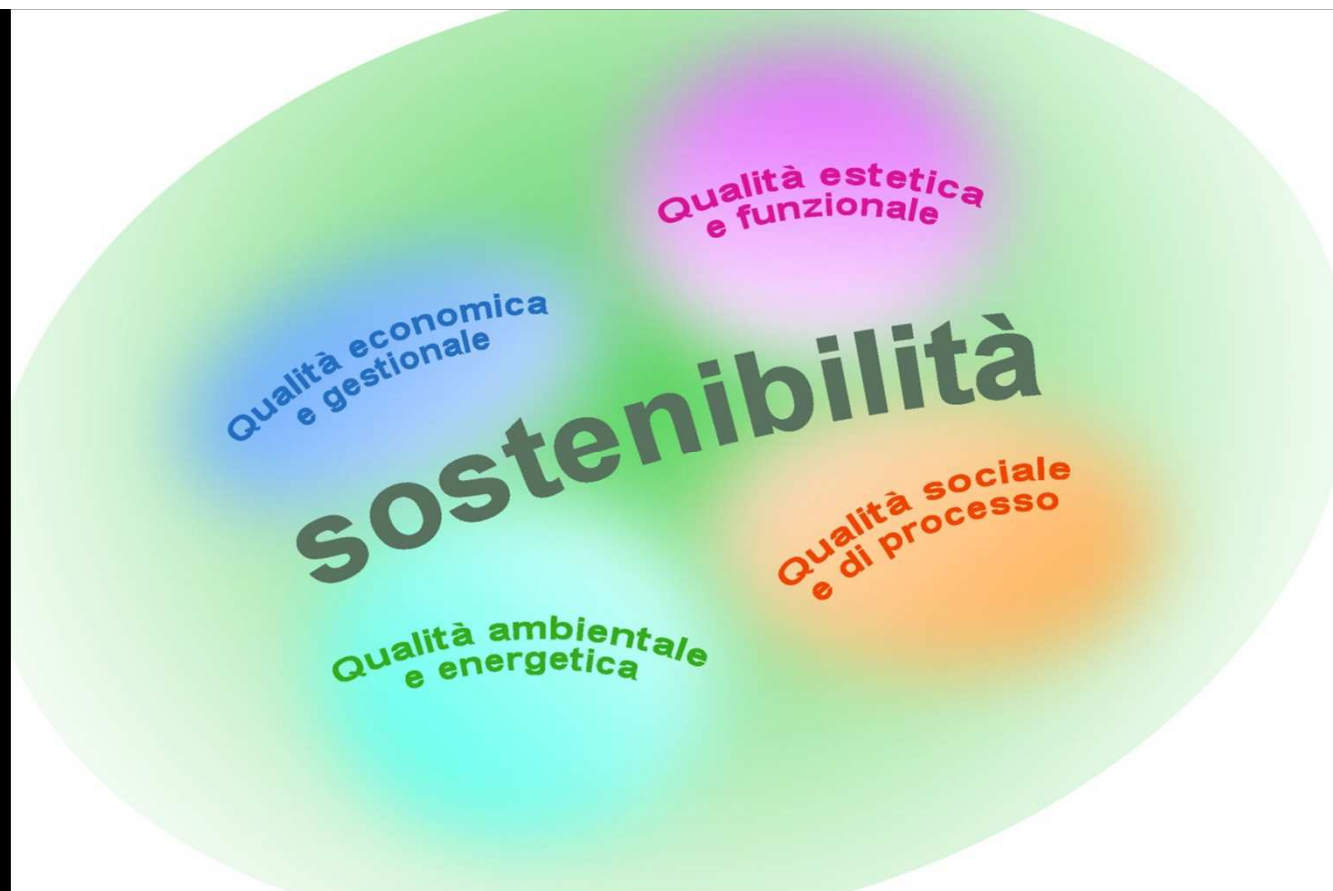 Qualità estetica
e funzionale
Qualità economica
e gestionale
sostenibilità
Qualità sociale
e di processo
Qualità ambientale
e energetica